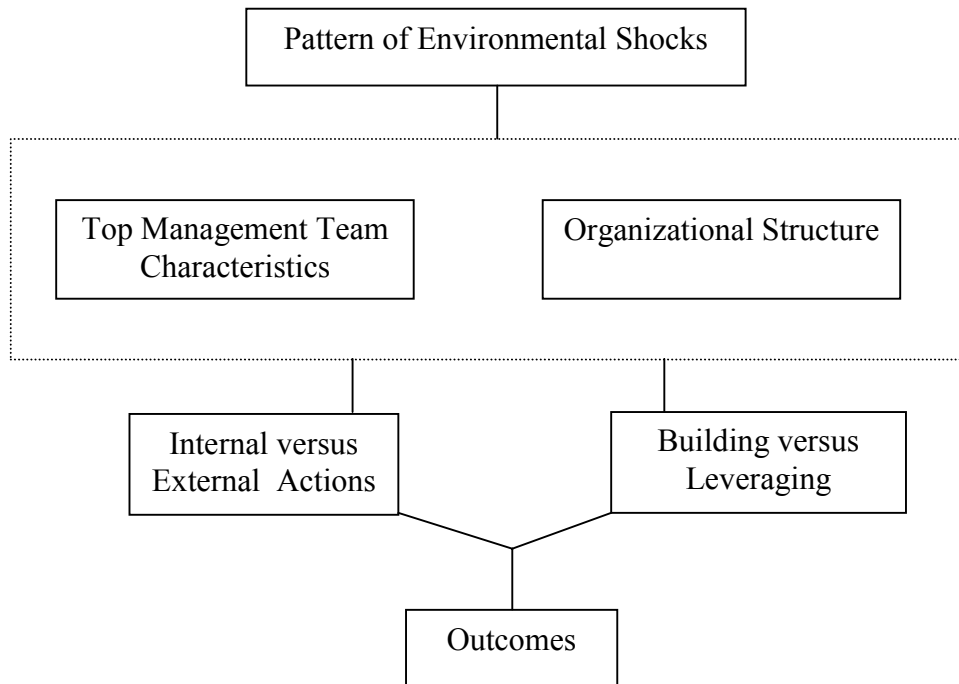 Pattern of Environmental Shocks
Top Management Team
Characteristics
Organizational Structure
Internal versus
External Actions
Building versus
Leveraging
Outcomes